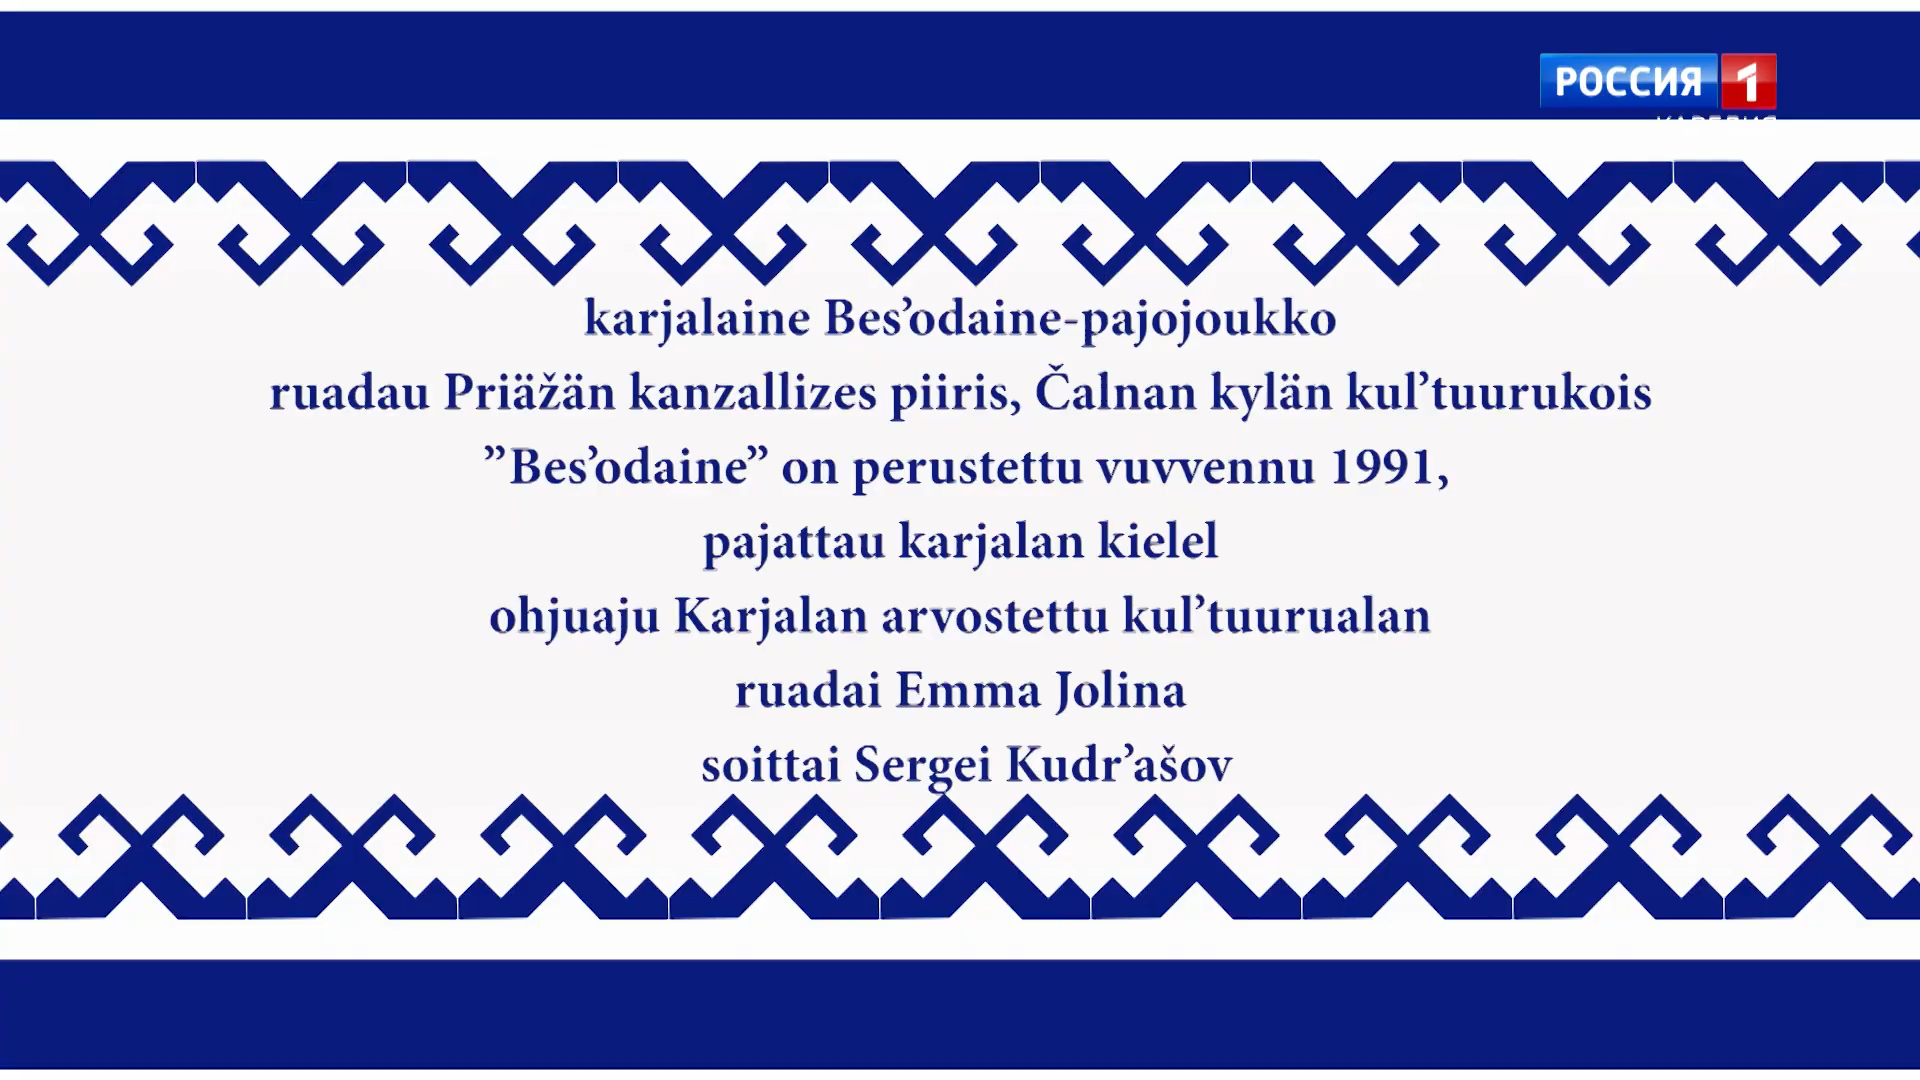 РОССИЯ 1
КАРЕЛИЯ
karjalaine Bes’odaine-pajojoukko
ruadau Priäžän kanzallizes piiris, Čalnan kylän kul’tuurukois
”Bes’odaine” on perustettu vuvvennu 1991,
pajattau karjalan kielel
ohjuaju Karjalan arvostettu kul’tuurualan
ruadai Emma Jolina
soittai Sergei Kudr’ašov